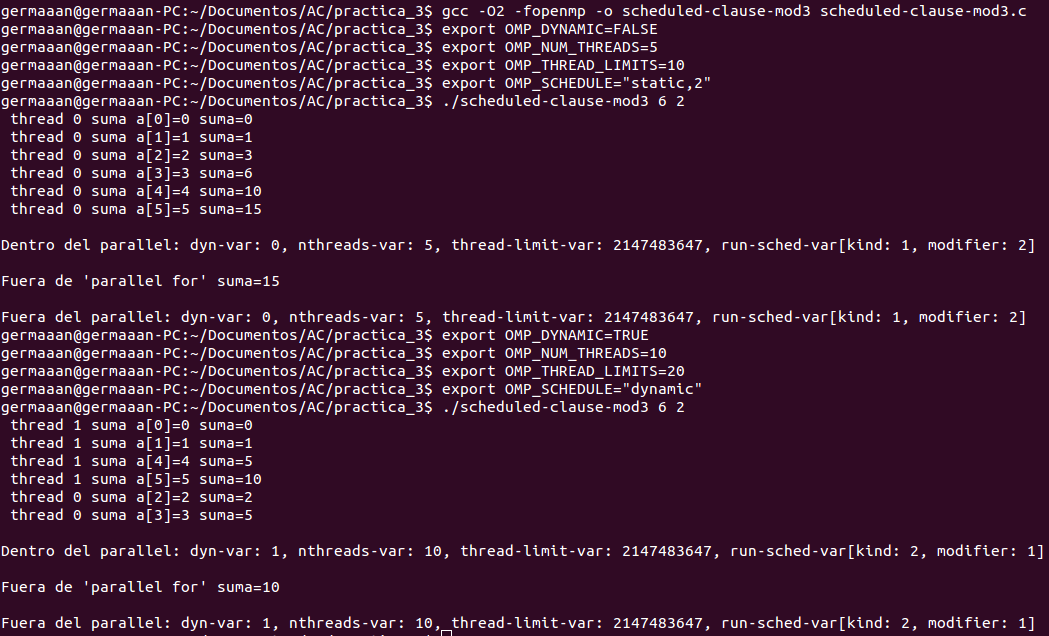 germaaan@germaaan-PC:~/Documentos/AC/practica_3$ gcc -O2 -fopenmp -o scheduled-clause-mod3 scheduled-clause-mod3.c
germaaan@germaaan-PC:~/Documentos/AC/practica_3$ export OMP_DYNAMIC=FALSE
germaaan@germaaan-PC:~/Documentos/AC/practica_3$ export OMP_NUM_THREADS=5
germaaan@germaaan-PC:~/Documentos/AC/practica_3$ export OMP_THREAD_LIMITS=10
germaaan@germaaan-PC:~/Documentos/AC/practica_3$ export OMP_SCHEDULE="static,2"
germaaan@germaaan-PC:~/Documentos/AC/practica_3$ ./scheduled-clause-mod3 6 2
thread 0 suma a[0]=0 suma=0
thread 0 suma a[1]=1 suma=1
thread 0 suma a[2]=2 suma=3
thread 0 suma a[3]=3 suma=6
thread 0 suma a[4]=4 suma=10
thread 0 suma a[5]=5 suma=15
Dentro del parallel: dyn-var: 0, nthreads-var: 5, thread-limit-var: 2147483647, run-sched-var[kind: 1, modifier: 2]
Fuera de 'parallel for' suma=15
Fuera del parallel: dyn-var: 0, nthreads-var: 5, thread-limit-var: 2147483647, run-sched-var[kind: 1, modifier: 2]
germaaan@germaaan-PC:~/Documentos/AC/practica_3$ export OMP_DYNAMIC=TRUE
germaaan@germaaan-PC:~/Documentos/AC/practica_3$ export OMP_NUM_THREADS=10
germaaan@germaaan-PC:~/Documentos/AC/practica_3$ export OMP_THREAD_LIMITS=20
germaaan@germaaan-PC:~/Documentos/AC/practica_3$ export OMP_SCHEDULE="dynamic"
germaaan@germaaan-PC:~/Documentos/AC/practica_3$ ./scheduled-clause-mod3 6 2
thread 1 suma a[0]=0 suma=0
thread 1 suma a[1]=1 suma=1
thread 1 suma a[4]=4 suma=5
thread 1 suma a[5]=5 suma=10
thread 0 suma a[2]=2 suma=2
thread 0 suma a[3]=3 suma=5
Dentro del parallel: dyn-var: 1, nthreads-var: 10, thread-limit-var: 2147483647, run-sched-var[kind: 2, modifier: 1]
Fuera de 'parallel for' suma=10
Fuera del parallel: dyn-var: 1, nthreads-var: 10, thread-limit-var: 2147483647, run-sched-var[kind: 2, modifier: 1]